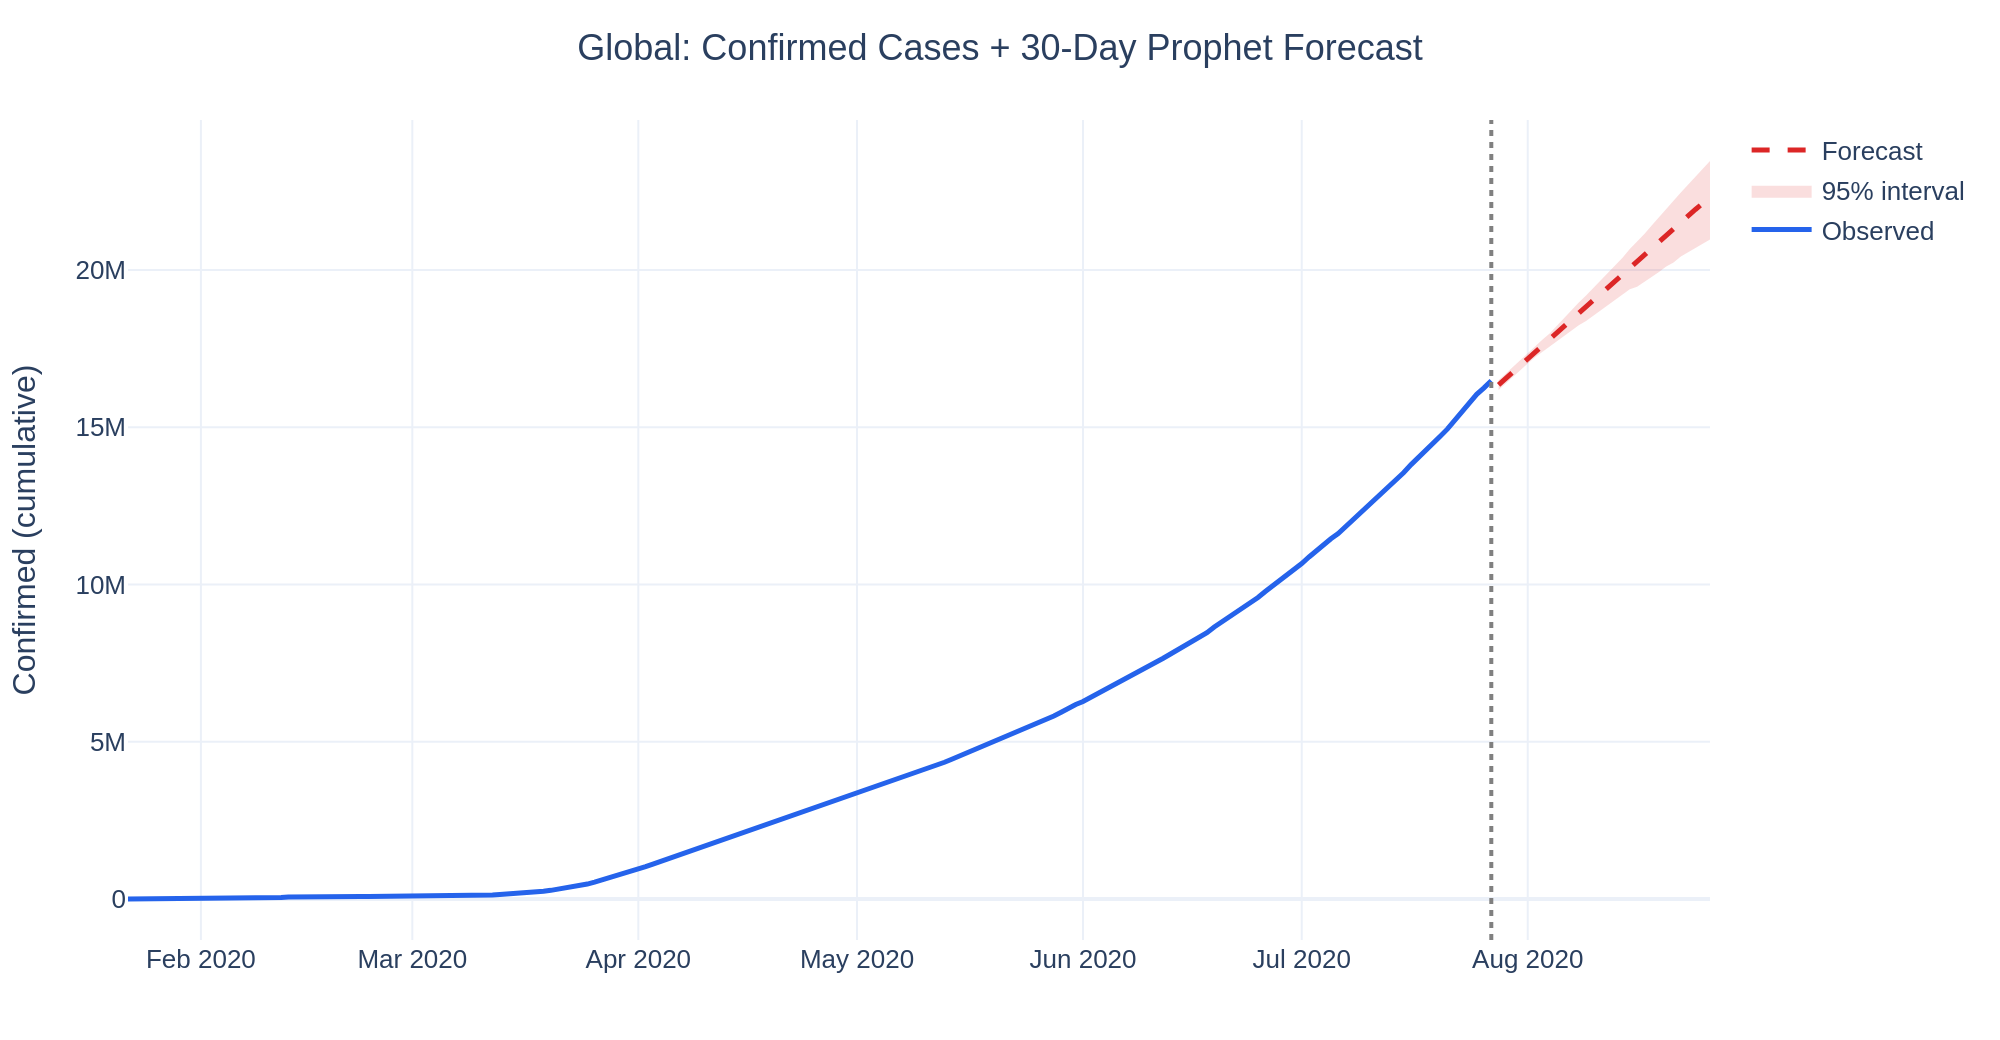 Global: Confirmed Cases + 30-Day Prophet Forecast
Forecast
95% interval
Observed
Confirmed (cumulative)
20M
15M
10M
5M
0
Feb 2020
Mar 2020
Apr 2020
May 2020
Jun 2020
Jul 2020
Aug 2020